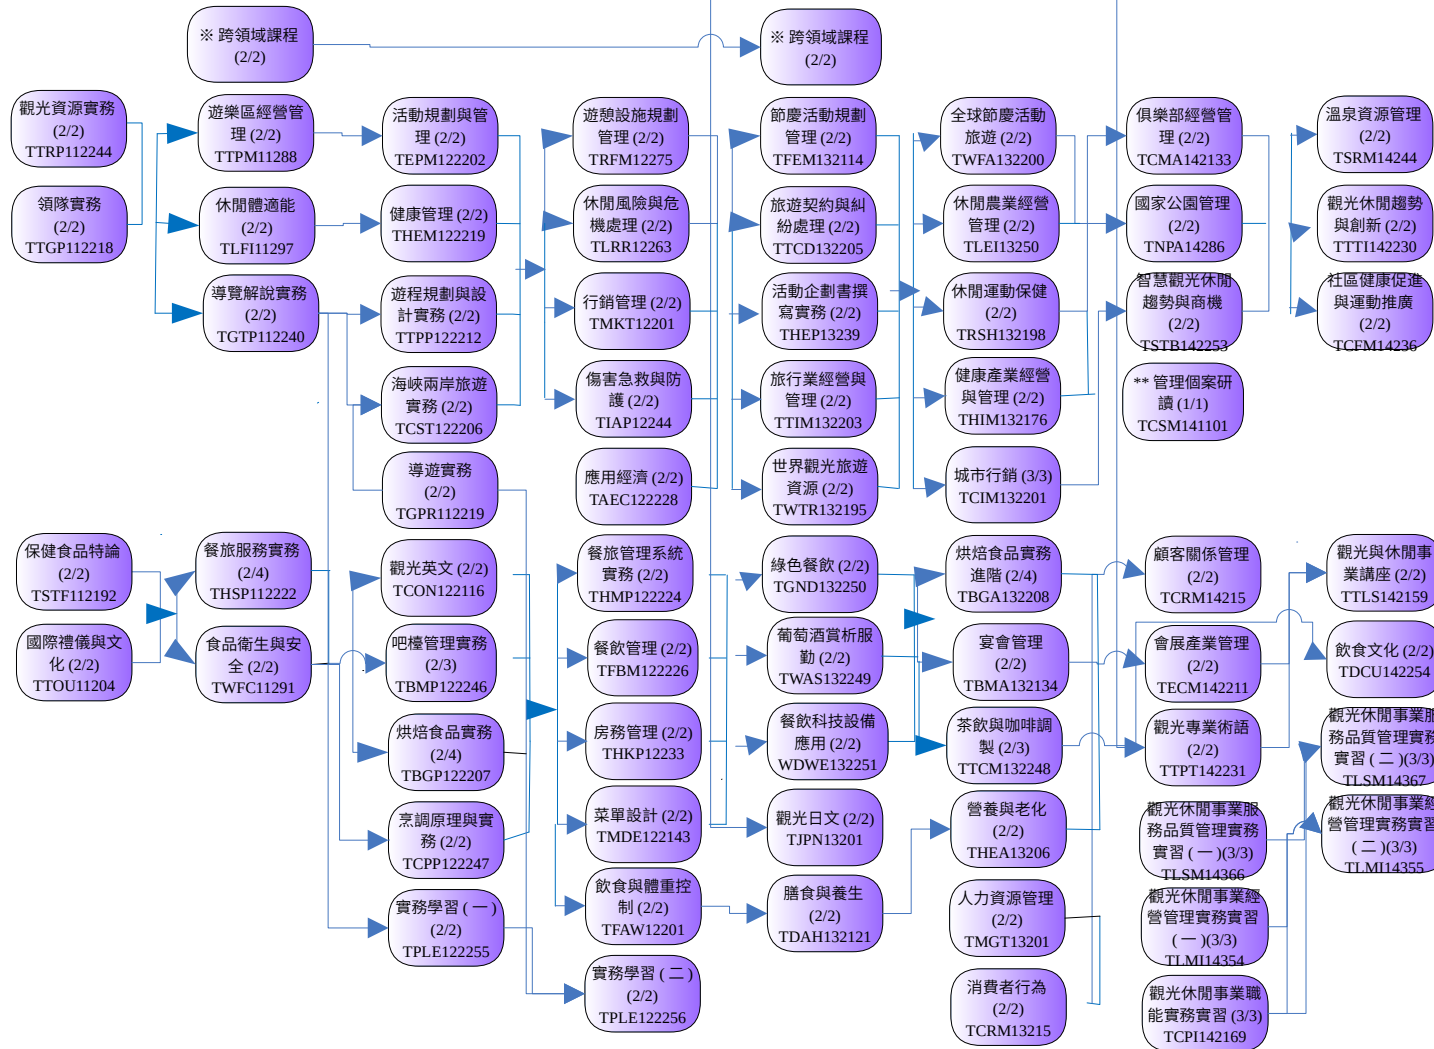 ※ 跨領域課程
(2/2)
※ 跨領域課程
(2/2)
觀光資源實務
(2/2)
TTRP112244
領隊實務
(2/2)
TTGP112218
保健食品特論
(2/2)
TSTF112192
國際禮儀與文
化 (2/2)
TTOU11204
遊樂區經營管
理 (2/2)
TTPM11288
休閒體適能
(2/2)
TLFI11297
導覽解說實務
(2/2)
TGTP112240
餐旅服務實務
(2/4)
THSP112222
食品衛生與安
全 (2/2)
TWFC11291
活動規劃與管
理 (2/2)
TEPM122202
健康管理 (2/2)
THEM122219
遊程規劃與設
計實務 (2/2)
TTPP122212
海峽兩岸旅遊
實務 (2/2)
TCST122206
導遊實務
(2/2)
TGPR112219
觀光英文 (2/2)
TCON122116
吧檯管理實務
(2/3)
TBMP122246
烘焙食品實務
(2/4)
TBGP122207
烹調原理與實
務 (2/2)
TCPP122247
實務學習 ( 一 )
(2/2)
TPLE122255
遊憩設施規劃
管理 (2/2)
TRFM12275
休閒風險與危
機處理 (2/2)
TLRR12263
行銷管理 (2/2)
TMKT12201
傷害急救與防
護 (2/2)
TIAP12244
應用經濟 (2/2)
TAEC122228
餐旅管理系統
實務 (2/2)
THMP122224
餐飲管理 (2/2)
TFBM122226
房務管理 (2/2)
THKP12233
菜單設計 (2/2)
TMDE122143
飲食與體重控
制 (2/2)
TFAW12201
實務學習 ( 二 )
(2/2)
TPLE122256
節慶活動規劃
管理 (2/2)
TFEM132114
旅遊契約與糾
紛處理 (2/2)
TTCD132205
活動企劃書撰
寫實務 (2/2)
THEP13239
旅行業經營與
管理 (2/2)
TTIM132203
世界觀光旅遊
資源 (2/2)
TWTR132195
綠色餐飲 (2/2)
TGND132250
葡萄酒賞析服
勤 (2/2)
TWAS132249
餐飲科技設備
應用 (2/2)
WDWE132251
觀光日文 (2/2)
TJPN13201
膳食與養生
(2/2)
TDAH132121
全球節慶活動
旅遊 (2/2)
TWFA132200
休閒農業經營
管理 (2/2)
TLEI13250
休閒運動保健
(2/2)
TRSH132198
健康產業經營
與管理 (2/2)
THIM132176
城市行銷 (3/3)
TCIM132201
烘焙食品實務
進階 (2/4)
TBGA132208
宴會管理
(2/2)
TBMA132134
茶飲與咖啡調
製 (2/3)
TTCM132248
營養與老化
(2/2)
THEA13206
人力資源管理
(2/2)
TMGT13201
消費者行為
(2/2)
TCRM13215
俱樂部經營管
理 (2/2)
TCMA142133
國家公園管理
(2/2)
TNPA14286
智慧觀光休閒
趨勢與商機
(2/2)
TSTB142253
** 管理個案研
讀 (1/1)
TCSM141101
顧客關係管理
(2/2)
TCRM14215
會展產業管理
(2/2)
TECM142211
觀光專業術語
(2/2)
TTPT142231
觀光休閒事業服
務品質管理實務
實習 ( 一 )(3/3)
TLSM14366
觀光休閒事業經
營管理實務實習
( 一 )(3/3)
TLMI14354
觀光休閒事業職
能實務實習 (3/3)
TCPI142169
溫泉資源管理
(2/2)
TSRM14244
觀光休閒趨勢
與創新 (2/2)
TTTI142230
社區健康促進
與運動推廣
(2/2)
TCFM14236
觀光與休閒事
業講座 (2/2)
TTLS142159
飲食文化 (2/2)
TDCU142254
觀光休閒事業服
務品質管理實務
實習 ( 二 )(3/3)
TLSM14367
觀光休閒事業經
營管理實務實習
( 二 )(3/3)
TLMI14355